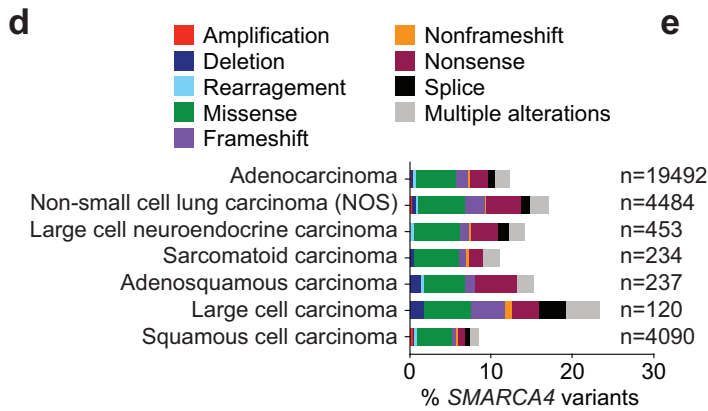 d
e
Amplification
Deletion
Rearragement
Missense
Frameshift
Nonframeshift
Nonsense
Splice
Multiple alterations
Adenocarcinoma n=19492
Non-small cell lung carcinoma (NOS) n=4484
Large cell neuroendocrine carcinoma n=453
Sarcomatoid carcinoma n=234
Adenosquamous carcinoma n=237
Large cell carcinoma n=120
Squamous cell carcinoma n=4090
0 10 20 30
% SMARCA4 variants